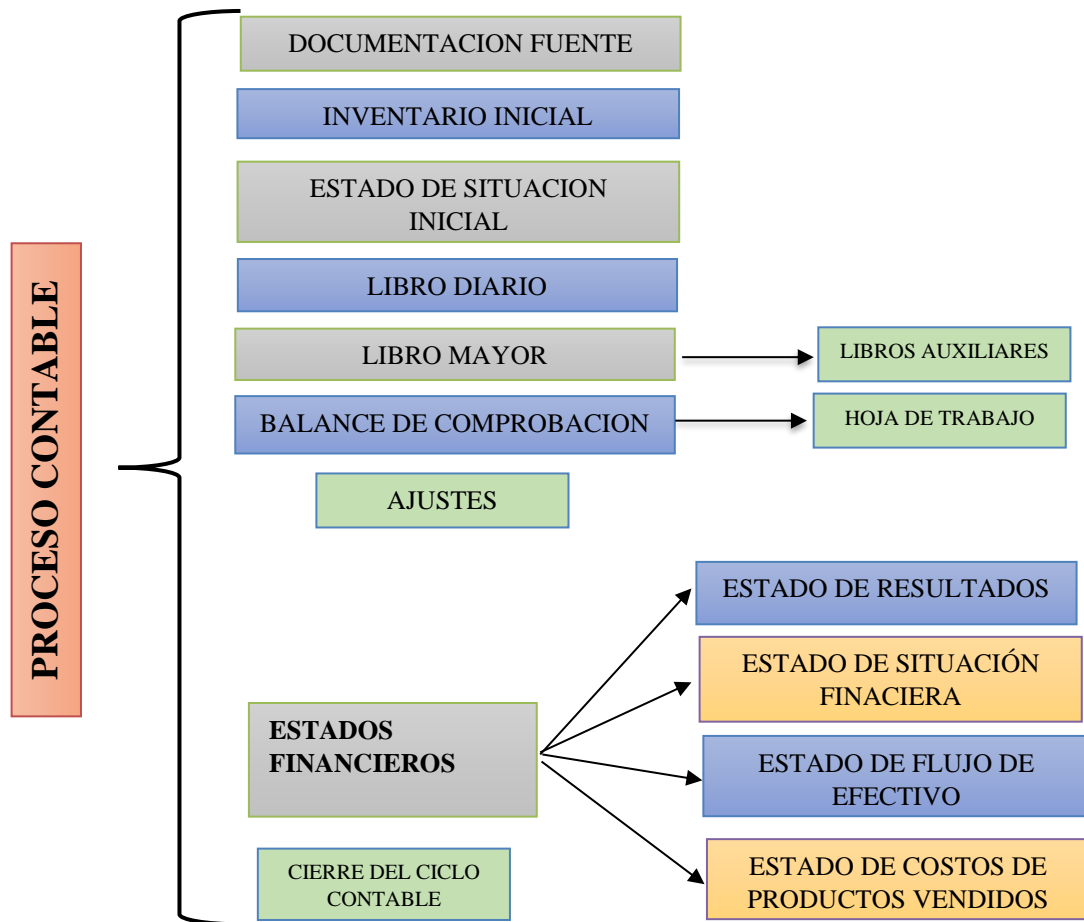 PROCESO CONTABLE
DOCUMENTACION FUENTE
INVENTARIO INICIAL
ESTADO DE SITUACION
INICIAL
LIBRO DIARIO
LIBRO MAYOR
LIBROS AUXILIARES
BALANCE DE COMPROBACION
HOJA DE TRABAJO
AJUSTES
ESTADOS
FINANCIEROS
ESTADO DE RESULTADOS
ESTADO DE SITUACIÓN
FINACIERA
ESTADO DE FLUJO DE
EFECTIVO
ESTADO DE COSTOS DE
PRODUCTOS VENDIDOS
CIERRE DEL CICLO
CONTABLE